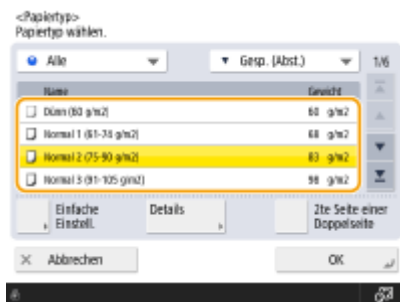 <Papiertyp>
Papiertyp wählen.
Alle
Gesp. (Abst.)
1/6
Name
Gewicht
Dünn (60 g/m2)
60 g/m2
Normal 1 (61-74 g/m2)
68 g/m2
Normal 2 (75-90 g/m2)
83 g/m2
Normal 3 (91-105 g/m2)
98 g/m2
Einfache
Einstell.
Details
2te Seite einer
Doppelseite
Abbrechen
OK